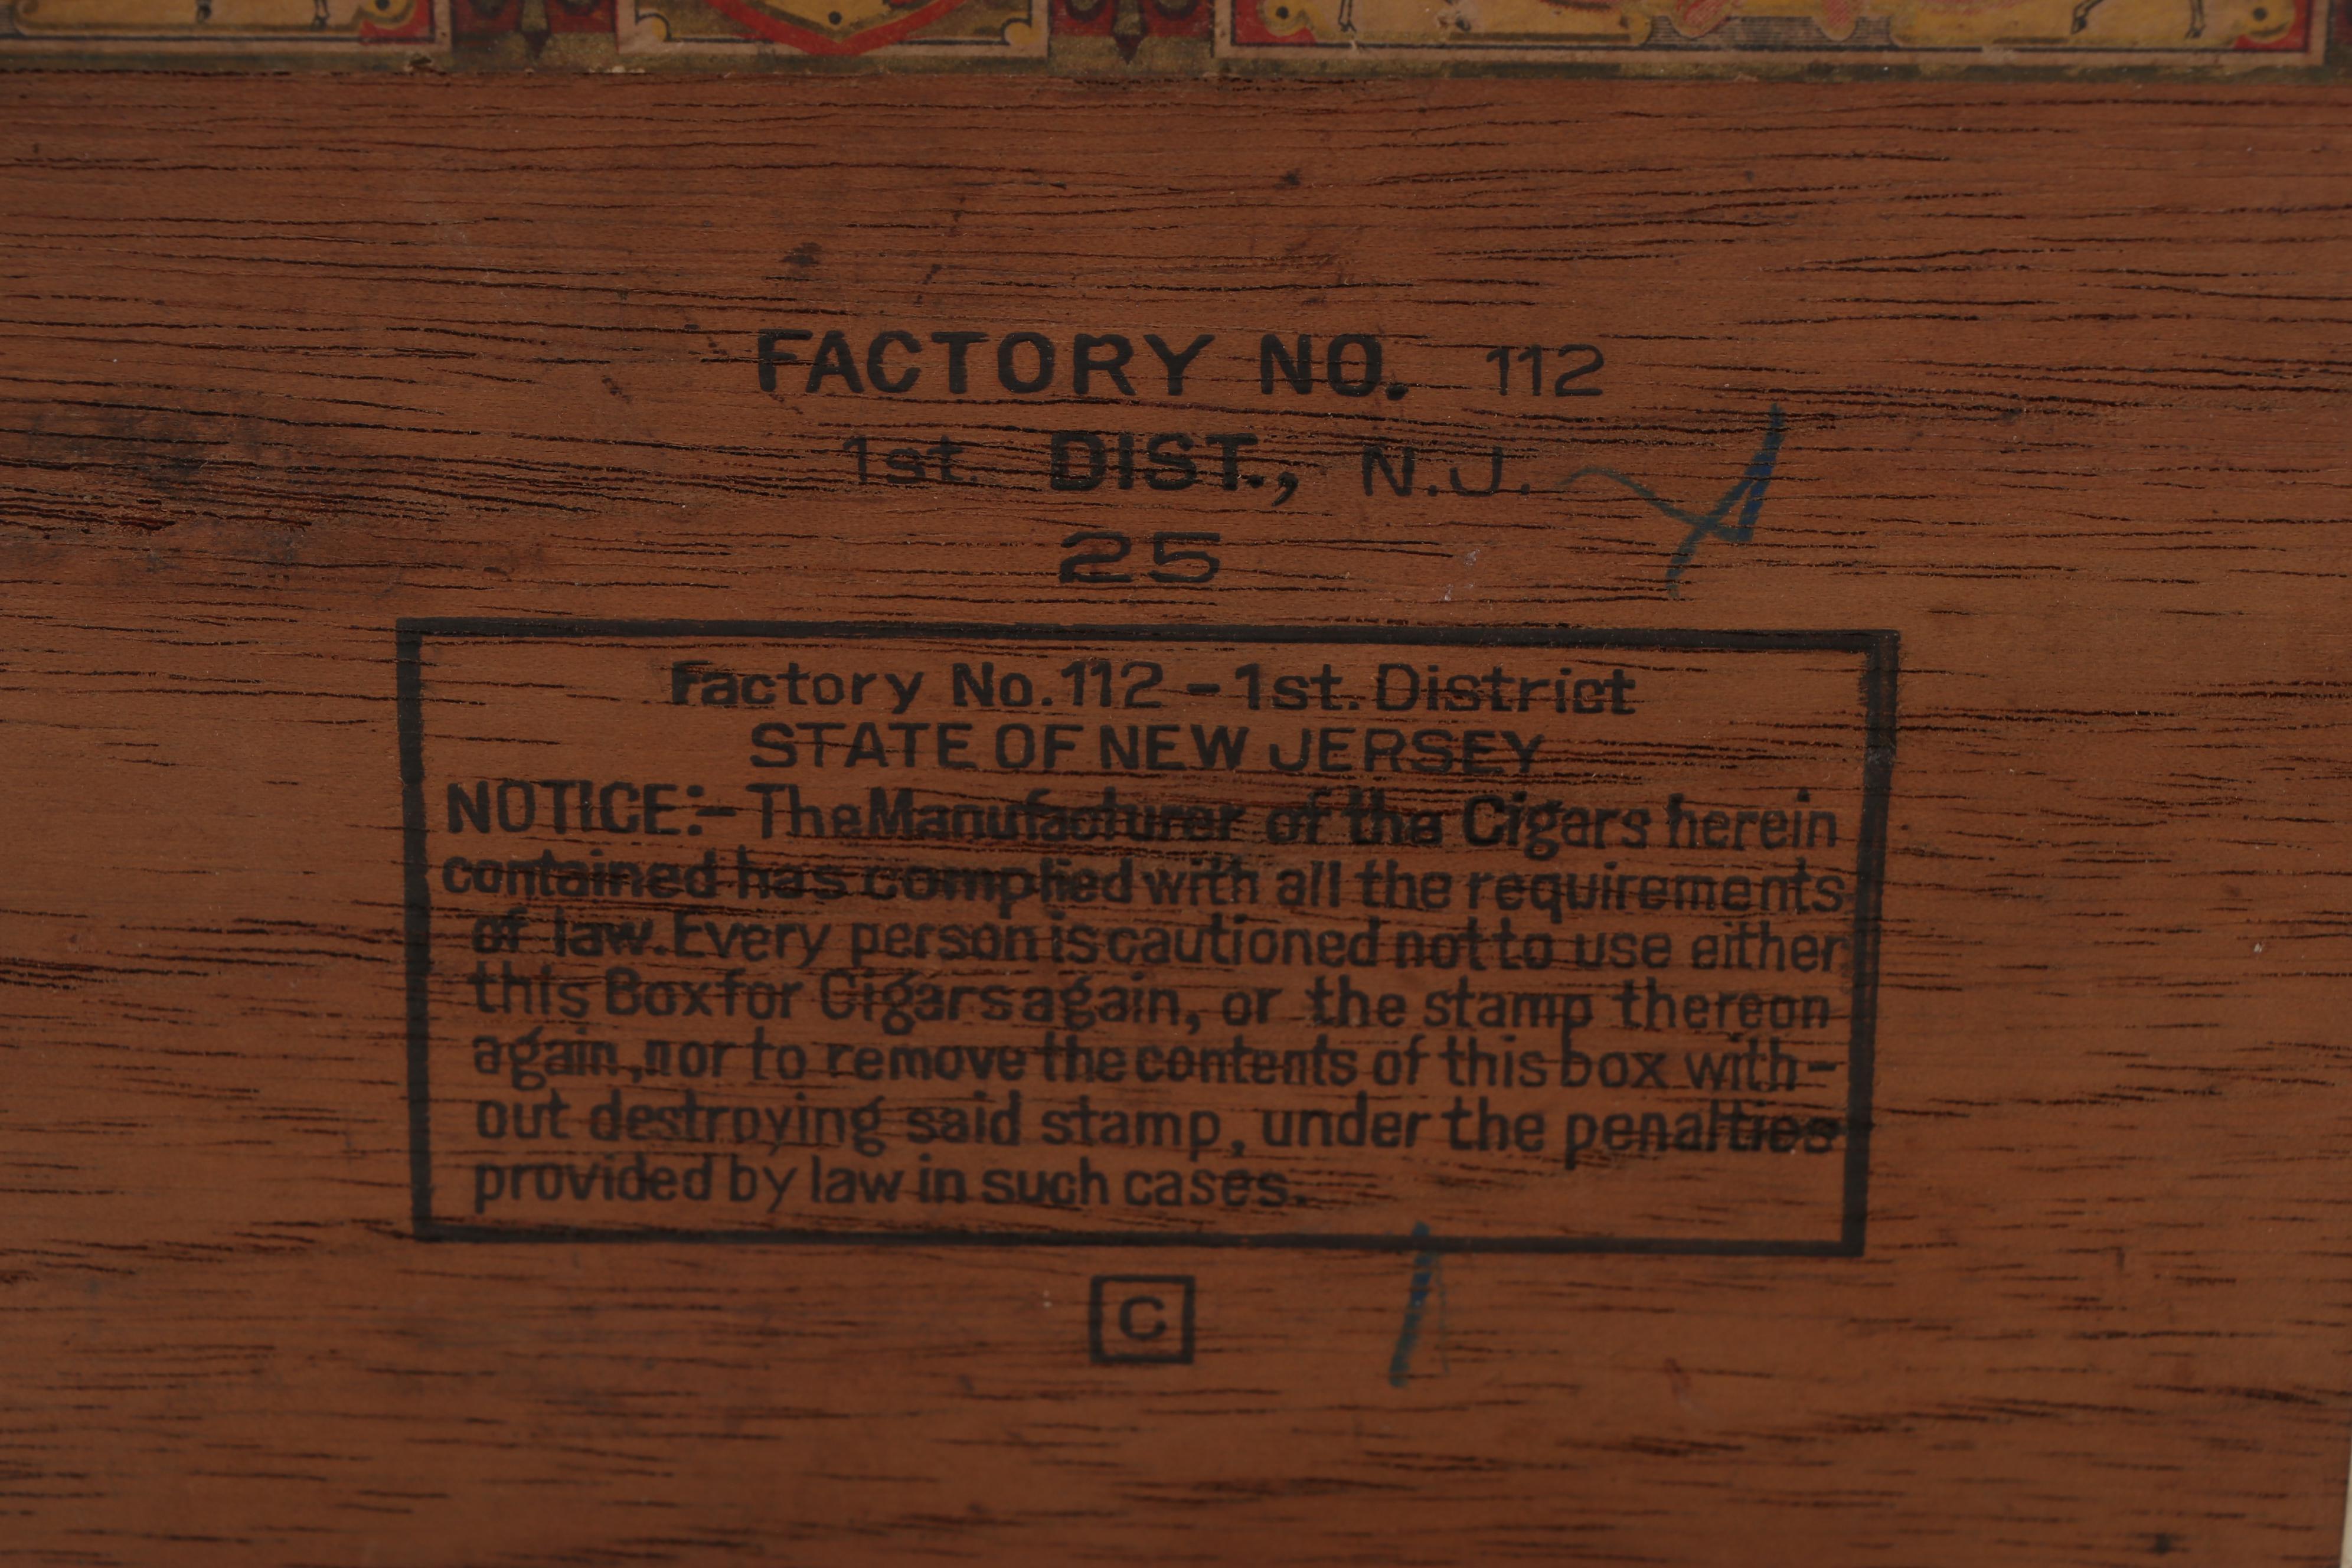 FACTORY NO. 112
1st. DIST., N.J.
25
Factory No. 112 - 1st. District
STATE OF NEW JERSEY
NOTICE:- The Manufacturer of the Cigars herein
contained has complied with all the requirements
of law. Every person is cautioned not to use either
this Box for Cigars again, or the stamp thereon
again, nor to remove the contents of this box with-
out destroying said stamp, under the penalties
provided by law in such cases.
C